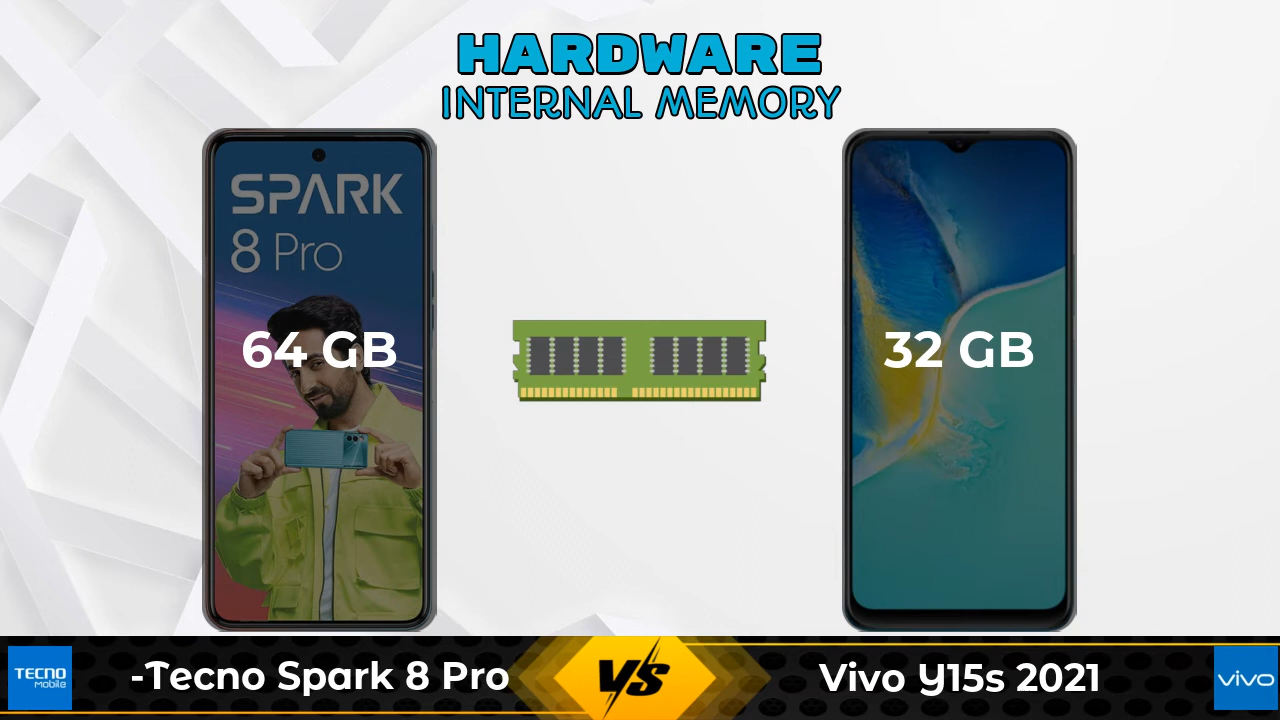 HARDWARE
INTERNAL MEMORY
SPARK
8 Pro
64 GB
32 GB
TECNO
Mobile
-Tecno Spark 8 Pro
VS
Vivo Y15s 2021
vivo